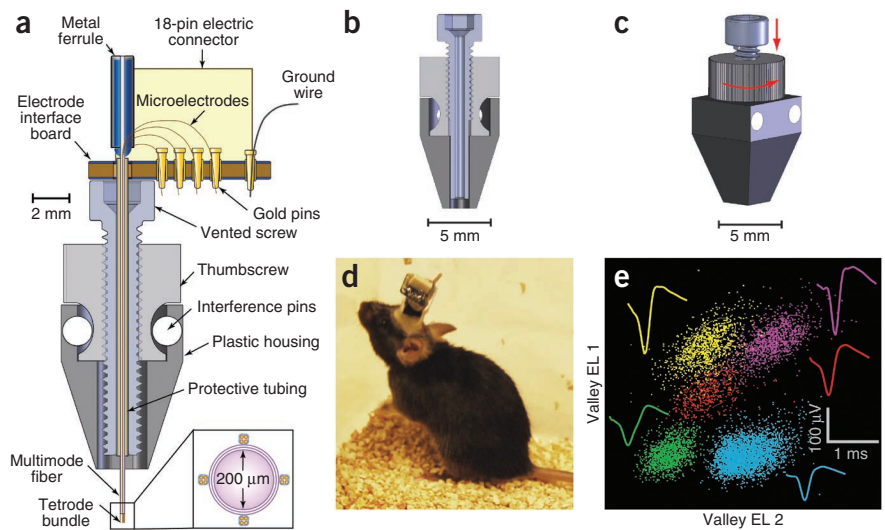 a
Metal
ferrule
18-pin electric
connector
Ground
wire
Microelectrodes
Electrode
interface
board
2 mm
Gold pins
Vented screw
Thumbscrew
Interference pins
Plastic housing
Protective tubing
Multimode
fiber
Tetrode
bundle
200 µm
b
5 mm
c
5 mm
d
e
Valley EL 1
100 µV
1 ms
Valley EL 2